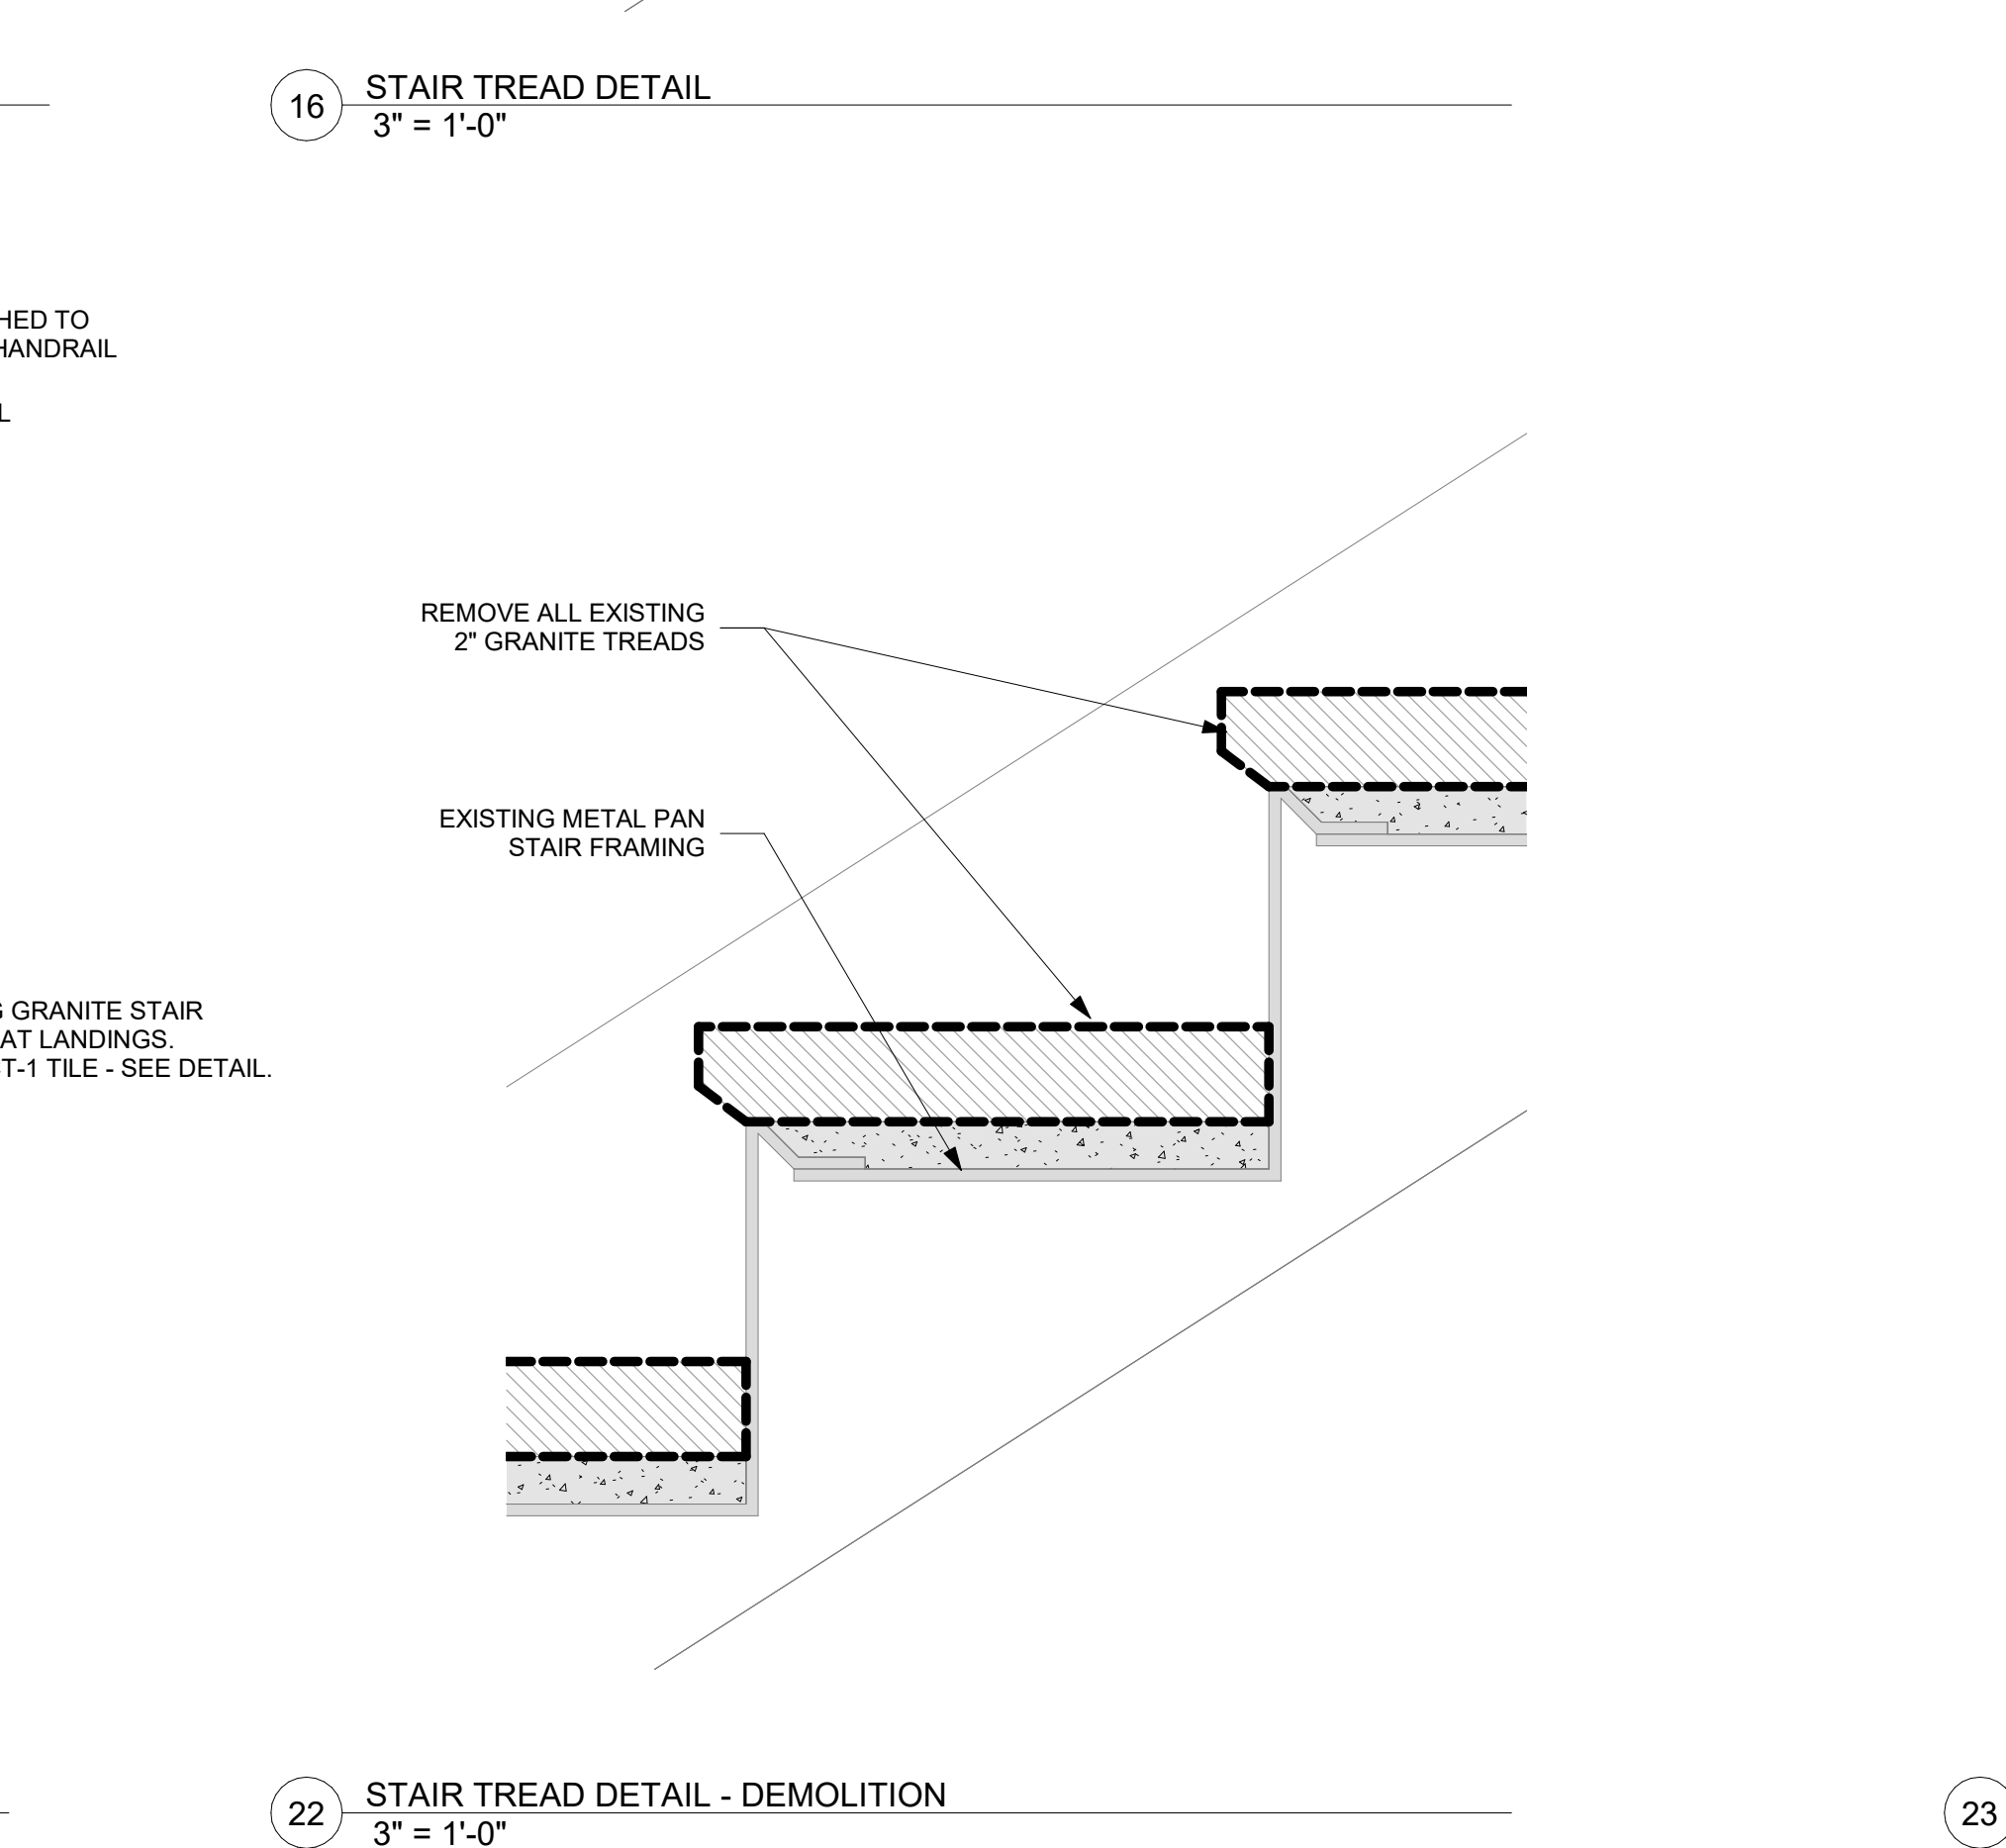 16
STAIR TREAD DETAIL
3" = 1'-0"
TO
HANDRAIL
REMOVE ALL EXISTING
2" GRANITE TREADS
EXISTING METAL PAN
STAIR FRAMING
GRANITE STAIR
AT LANDINGS.
T-1 TILE - SEE DETAIL.
22
STAIR TREAD DETAIL - DEMOLITION
3" = 1'-0"
23